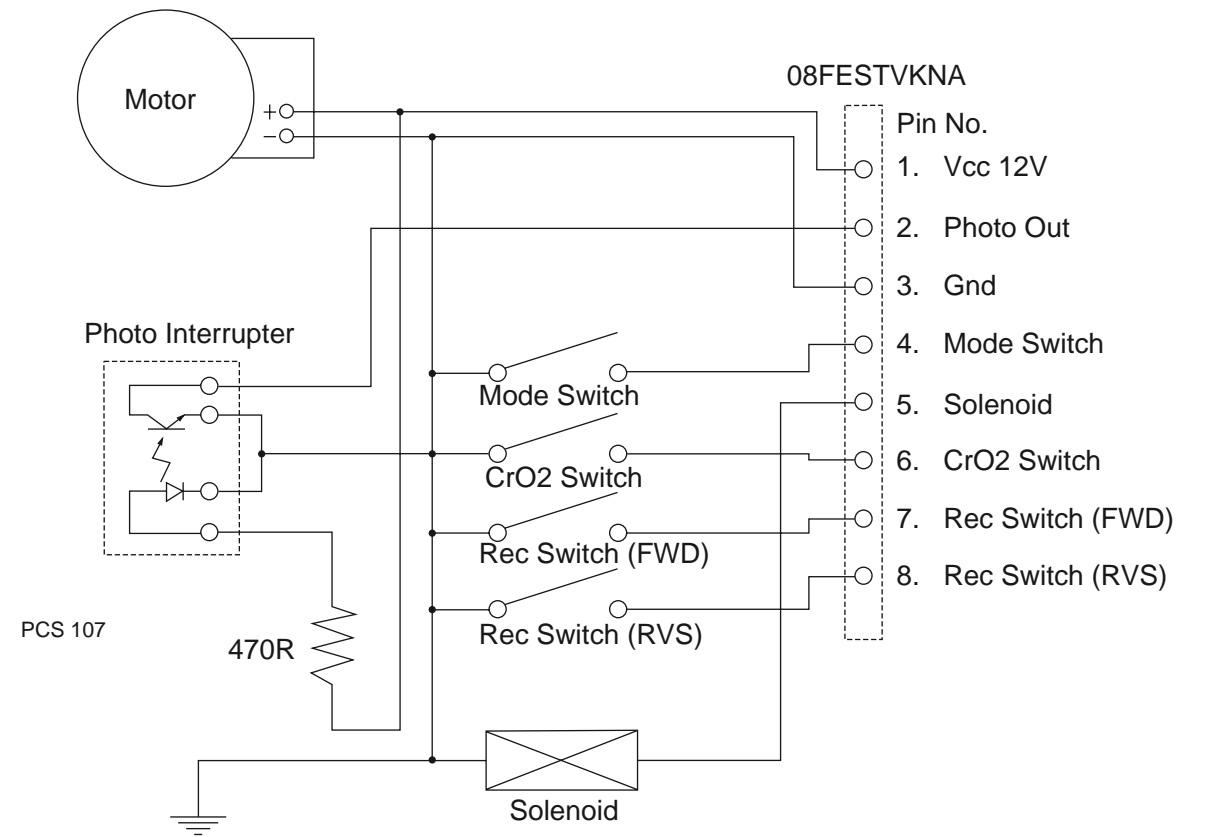 08FESTVKNA
Motor
+
−
Pin No.
1. Vcc 12V
2. Photo Out
3. Gnd
4. Mode Switch
5. Solenoid
6. CrO2 Switch
7. Rec Switch (FWD)
8. Rec Switch (RVS)
Photo Interrupter
Mode Switch
CrO2 Switch
Rec Switch (FWD)
Rec Switch (RVS)
PCS 107
470R
Solenoid